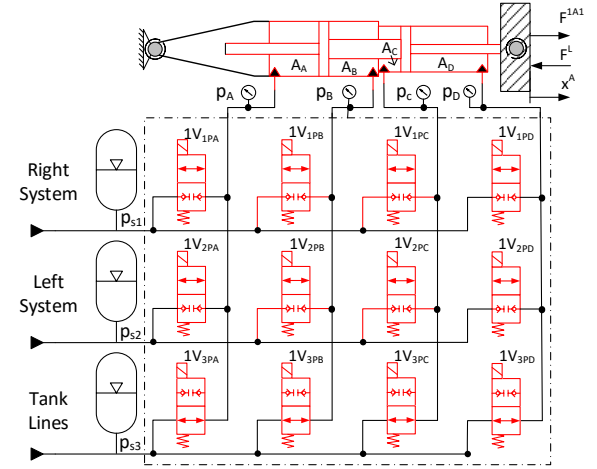 F^1A1
F^L
x^A
A_A
A_B
A_C
A_D
p_A
p_B
p_c
p_D
1V_1PA
1V_1PB
1V_1PC
1V_1PD
Right
System
p_s1
1V_2PA
1V_2PB
1V_2PC
1V_2PD
Left
System
p_s2
1V_3PA
1V_3PB
1V_3PC
1V_3PD
Tank
Lines
p_s3